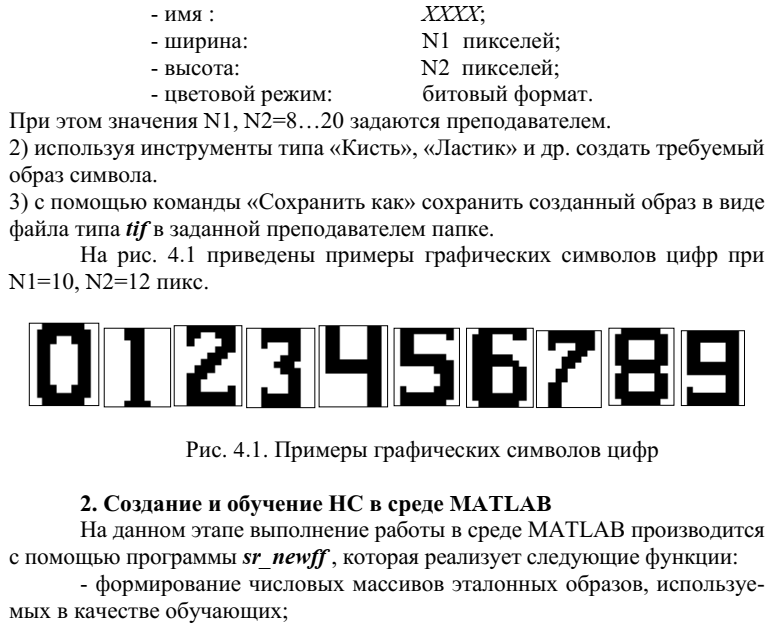 - имя : XXXX;
- ширина: N1 пикселей;
- высота: N2 пикселей;
- цветовой режим: битовый формат.
При этом значения N1, N2=8…20 задаются преподавателем.
2) используя инструменты типа «Кисть», «Ластик» и др. создать требуемый
образ символа.
3) с помощью команды «Сохранить как» сохранить созданный образ в виде
файла типа tif в заданной преподавателем папке.
На рис. 4.1 приведены примеры графических символов цифр при
N1=10, N2=12 пикс.
0 1 2 3 4 5 6 7 8 9
Рис. 4.1. Примеры графических символов цифр
2. Создание и обучение НС в среде MATLAB
На данном этапе выполнение работы в среде MATLAB производится
с помощью программы sr_newff , которая реализует следующие функции:
- формирование числовых массивов эталонных образов, используе-
мых в качестве обучающих;